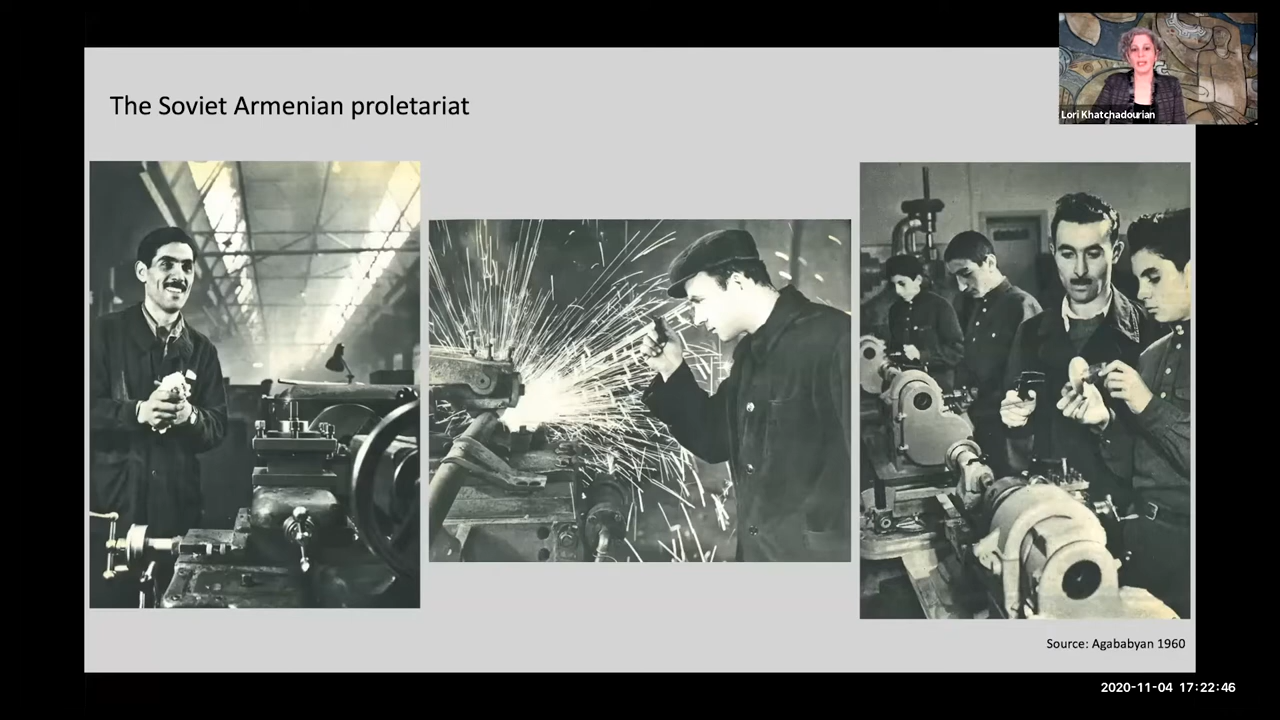 The Soviet Armenian proletariat
Lori Khatchadourian
Source: Agababyan 1960
2020-11-04 17:22:46